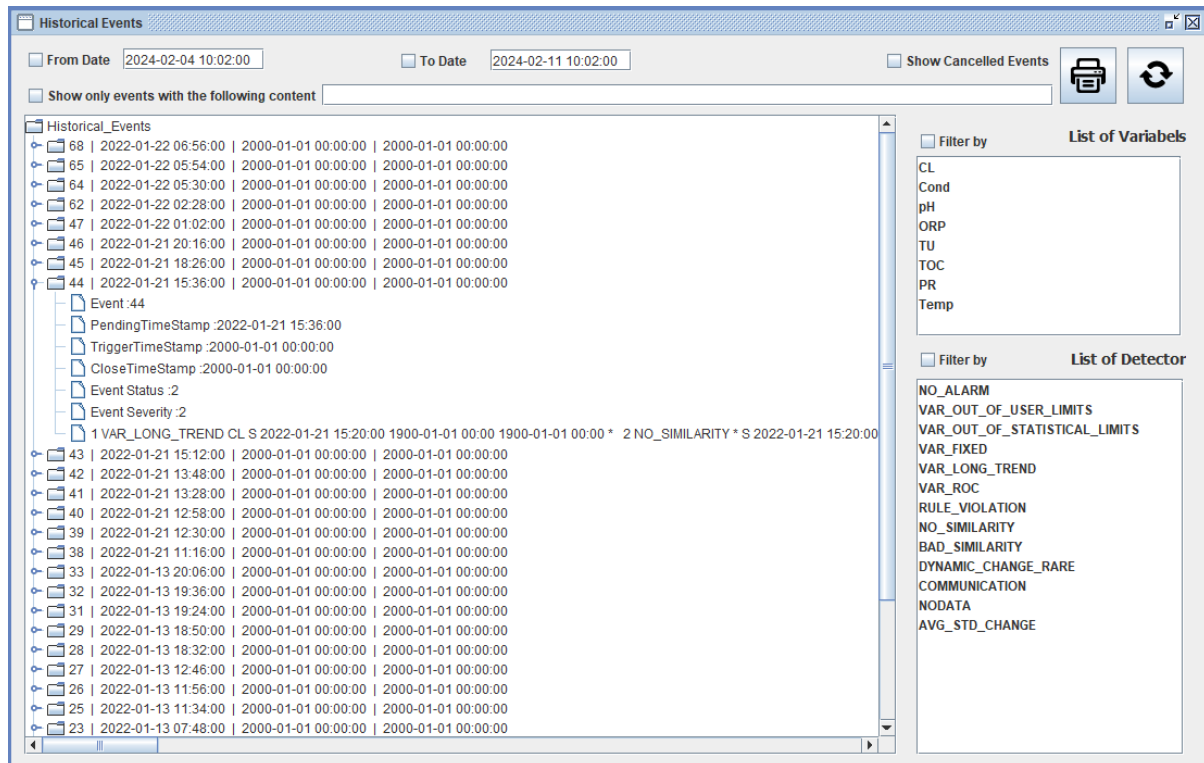 Historical Events
From Date 2024-02-04 10:02:00 To Date 2024-02-11 10:02:00 Show Cancelled Events
Show only events with the following content
Historical_Events
68 | 2022-01-22 06:56:00 | 2000-01-01 00:00:00 | 2000-01-01 00:00:00
65 | 2022-01-22 05:54:00 | 2000-01-01 00:00:00 | 2000-01-01 00:00:00
64 | 2022-01-22 05:30:00 | 2000-01-01 00:00:00 | 2000-01-01 00:00:00
62 | 2022-01-22 02:28:00 | 2000-01-01 00:00:00 | 2000-01-01 00:00:00
47 | 2022-01-22 01:02:00 | 2000-01-01 00:00:00 | 2000-01-01 00:00:00
46 | 2022-01-21 20:16:00 | 2000-01-01 00:00:00 | 2000-01-01 00:00:00
45 | 2022-01-21 18:26:00 | 2000-01-01 00:00:00 | 2000-01-01 00:00:00
44 | 2022-01-21 15:36:00 | 2000-01-01 00:00:00 | 2000-01-01 00:00:00
Event :44
PendingTimeStamp :2022-01-21 15:36:00
TriggerTimeStamp :2000-01-01 00:00:00
CloseTimeStamp :2000-01-01 00:00:00
Event Status :2
Event Severity :2
1 VAR_LONG_TREND CL S 2022-01-21 15:20:00 1900-01-01 00:00 1900-01-01 00:00 * 2 NO_SIMILARITY * S 2022-01-21 15:20:00
43 | 2022-01-21 15:12:00 | 2000-01-01 00:00:00 | 2000-01-01 00:00:00
42 | 2022-01-21 13:48:00 | 2000-01-01 00:00:00 | 2000-01-01 00:00:00
41 | 2022-01-21 13:28:00 | 2000-01-01 00:00:00 | 2000-01-01 00:00:00
40 | 2022-01-21 12:58:00 | 2000-01-01 00:00:00 | 2000-01-01 00:00:00
39 | 2022-01-21 12:30:00 | 2000-01-01 00:00:00 | 2000-01-01 00:00:00
38 | 2022-01-21 11:16:00 | 2000-01-01 00:00:00 | 2000-01-01 00:00:00
33 | 2022-01-13 20:06:00 | 2000-01-01 00:00:00 | 2000-01-01 00:00:00
32 | 2022-01-13 19:36:00 | 2000-01-01 00:00:00 | 2000-01-01 00:00:00
31 | 2022-01-13 19:24:00 | 2000-01-01 00:00:00 | 2000-01-01 00:00:00
29 | 2022-01-13 18:50:00 | 2000-01-01 00:00:00 | 2000-01-01 00:00:00
28 | 2022-01-13 18:32:00 | 2000-01-01 00:00:00 | 2000-01-01 00:00:00
27 | 2022-01-13 12:46:00 | 2000-01-01 00:00:00 | 2000-01-01 00:00:00
26 | 2022-01-13 11:56:00 | 2000-01-01 00:00:00 | 2000-01-01 00:00:00
25 | 2022-01-13 11:34:00 | 2000-01-01 00:00:00 | 2000-01-01 00:00:00
23 | 2022-01-13 07:48:00 | 2000-01-01 00:00:00 | 2000-01-01 00:00:00
Filter by List of Variabels
CL
Cond
pH
ORP
TU
TOC
PR
Temp
Filter by List of Detector
NO_ALARM
VAR_OUT_OF_USER_LIMITS
VAR_OUT_OF_STATISTICAL_LIMITS
VAR_FIXED
VAR_LONG_TREND
VAR_ROC
RULE_VIOLATION
NO_SIMILARITY
BAD_SIMILARITY
DYNAMIC_CHANGE_RARE
COMMUNICATION
NODATA
AVG_STD_CHANGE